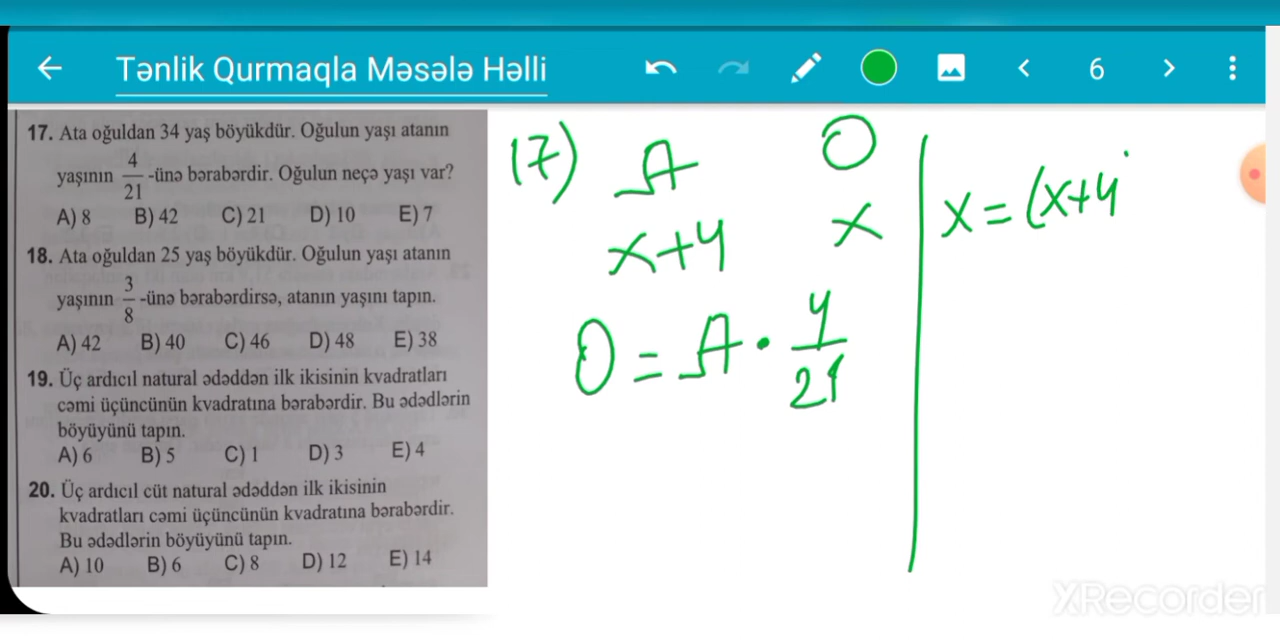 Tənlik Qurmaqla Məsələ Həlli
6
17. Ata oğuldan 34 yaş böyükdür. Oğulun yaşı atanın
yaşının 4/21 -ünə bərabərdir. Oğulun neçə yaşı var?
A) 8 B) 42 C) 21 D) 10 E) 7
18. Ata oğuldan 25 yaş böyükdür. Oğulun yaşı atanın
yaşının 3/8 -ünə bərabərdirsə, atanın yaşını tapın.
A) 42 B) 40 C) 46 D) 48 E) 38
19. Üç ardıcıl natural ədəddən ilk ikisinin kvadratları
cəmi üçüncünün kvadratına bərabərdir. Bu ədədlərin
böyüyünü tapın.
A) 6 B) 5 C) 1 D) 3 E) 4
20. Üç ardıcıl cüt natural ədəddən ilk ikisinin
kvadratları cəmi üçüncünün kvadratına bərabərdir.
Bu ədədlərin böyüyünü tapın.
A) 10 B) 6 C) 8 D) 12 E) 14
17) A O
x+4 x
O = A · 4/21
x = (x+4
XRecorder